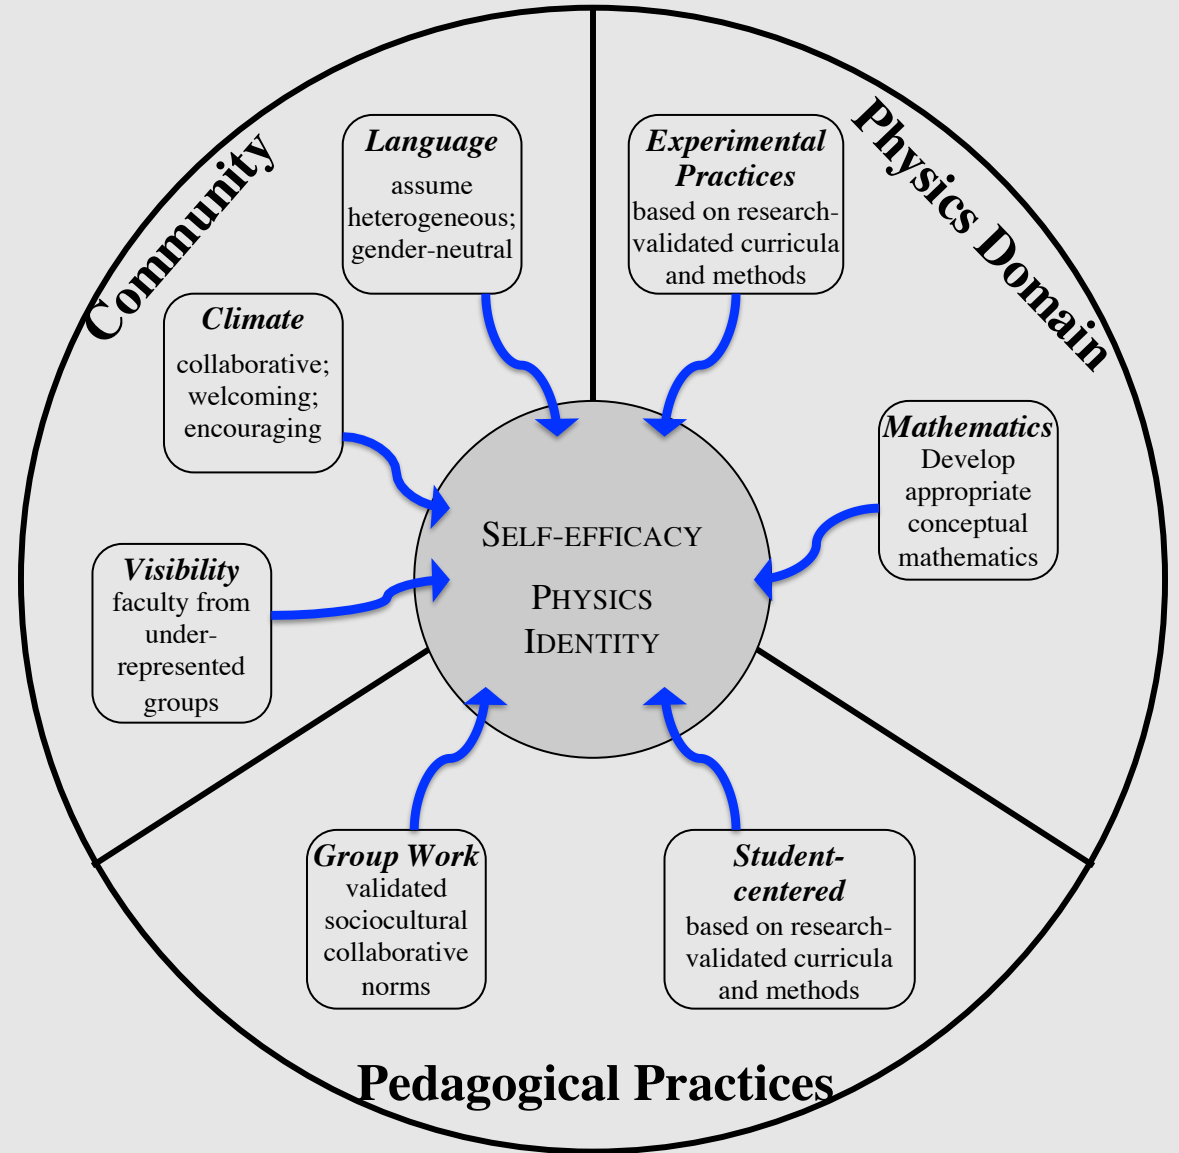 Community
Language
assume
heterogeneous;
gender-neutral
Climate
collaborative;
welcoming;
encouraging
Visibility
faculty from
under-
represented
groups
Experimental
Practices
based on research-
validated curricula
and methods
Physics Domain
Mathematics
Develop
appropriate
conceptual
mathematics
SELF-EFFICACY
PHYSICS
IDENTITY
Group Work
validated
sociocultural
collaborative
norms
Student-
centered
based on research-
validated curricula
and methods
Pedagogical Practices